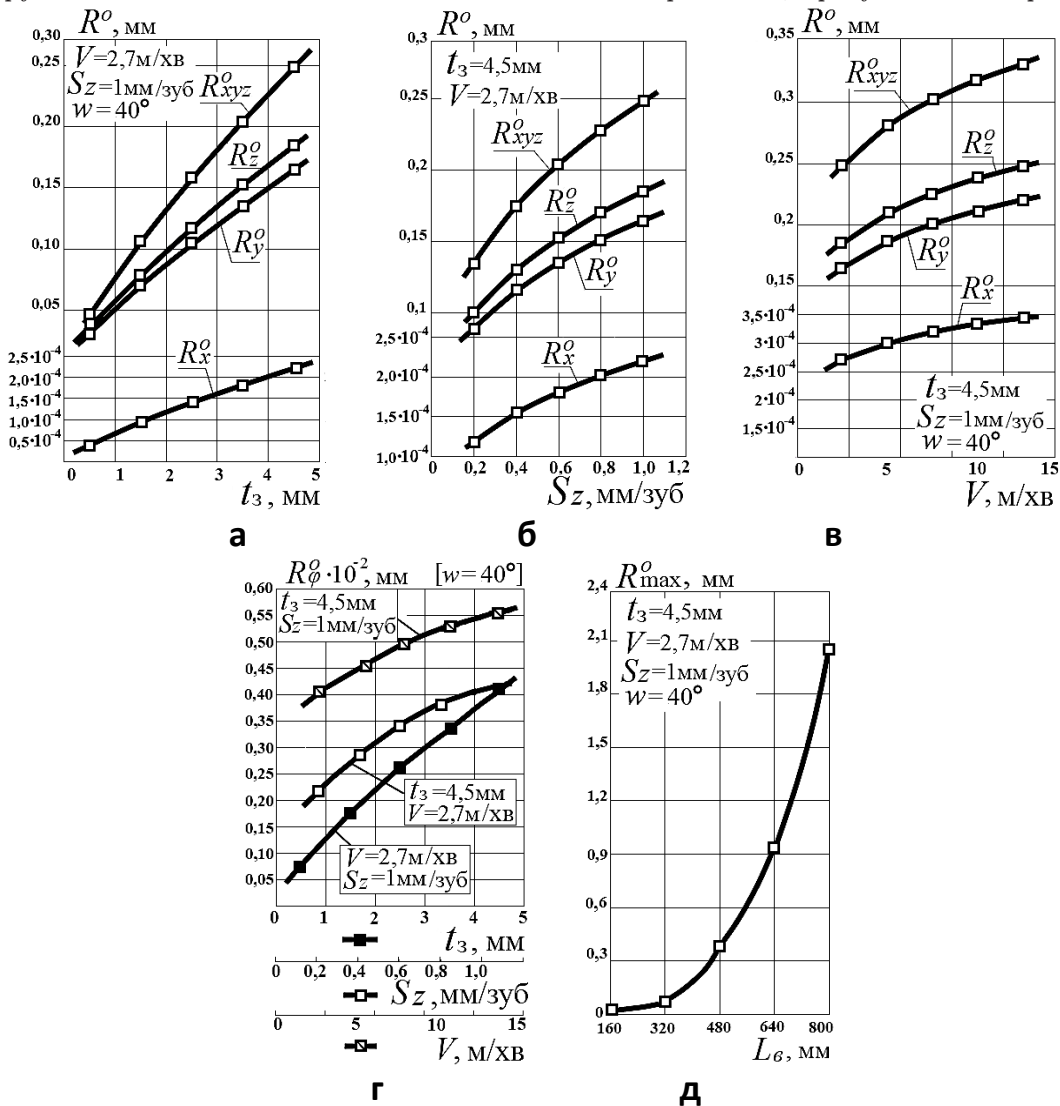 R° , мм
0,30
V=2,7м/хв
Sz=1мм/зуб
w=40°
R°xyz
0,25
0,20
R°z
0,15
R°y
0,10
0,05
R°x
2,5·10⁻⁴
2,0·10⁻⁴
1,5·10⁻⁴
1,0·10⁻⁴
0,5·10⁻⁴
0 1 2 3 4 5
tз , мм
а
R° , мм
0,30
tз=4,5мм
V=2,7м/хв
0,25
R°xyz
0,2
R°z
0,15
R°y
0,1
2,5·10⁻⁴
R°x
2,0·10⁻⁴
1,5·10⁻⁴
1,0·10⁻⁴
0 0,2 0,4 0,6 0,8 1,0 1,2
Sz, мм/зуб
б
R° , мм
0,35
R°xyz
0,3
R°z
0,25
0,2
R°y
0,15
R°x
3,5·10⁻⁴
3·10⁻⁴
2,5·10⁻⁴
2·10⁻⁴
1,5·10⁻⁴
tз=4,5мм
Sz=1мм/зуб
w=40°
0 5 10 15
V, м/хв
в
R°φ·10⁻², мм [w=40°]
0,60
tз=4,5мм
Sz=1мм/зуб
0,55
0,50
0,45
0,40
0,35
0,30
0,25
0,20
0,15
0,10
0,05
tз=4,5мм
V=2,7м/хв
V=2,7м/хв
Sz=1мм/зуб
0 1 2 3 4 5
tз , мм
0 0,2 0,4 0,6 0,8 1,0
Sz, мм/зуб
0 5 10 15
V, м/хв
г
R°max, мм
2,4
tз=4,5мм
V=2,7м/хв
Sz=1мм/зуб
w=40°
2,1
1,8
1,5
1,2
0,9
0,6
0,3
0
160 320 480 640 800
Lв, мм
д